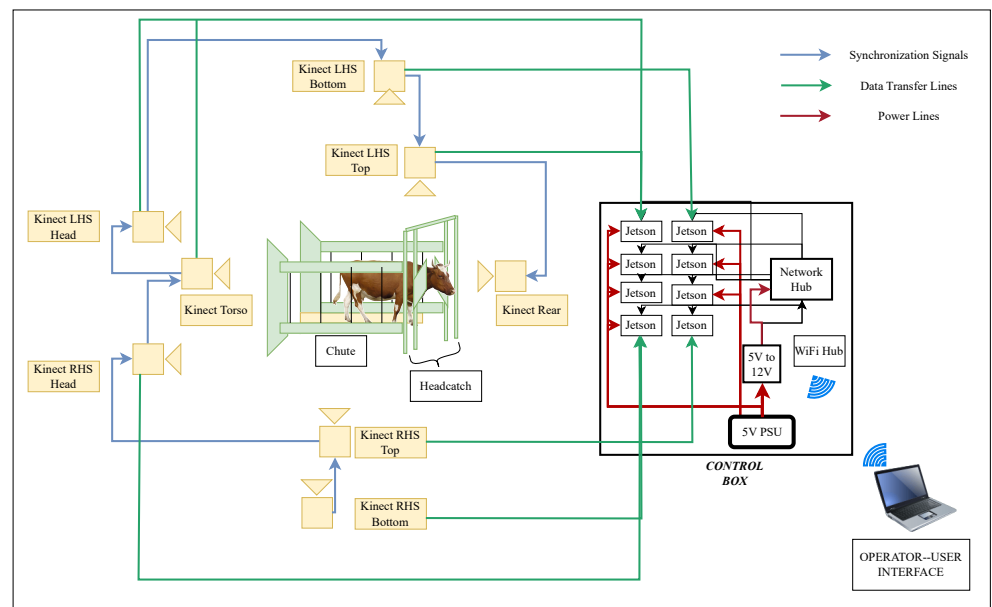 Synchronization Signals
Data Transfer Lines
Power Lines
Kinect LHS
Bottom
Kinect LHS
Top
Kinect LHS
Head
Kinect Torso
Kinect RHS
Head
Kinect Rear
Chute
Headcatch
Kinect RHS
Top
Kinect RHS
Bottom
Jetson
Jetson
Jetson
Jetson
Jetson
Jetson
Jetson
Jetson
Network
Hub
WiFi Hub
5V to
12V
5V PSU
CONTROL
BOX
OPERATOR--USER
INTERFACE